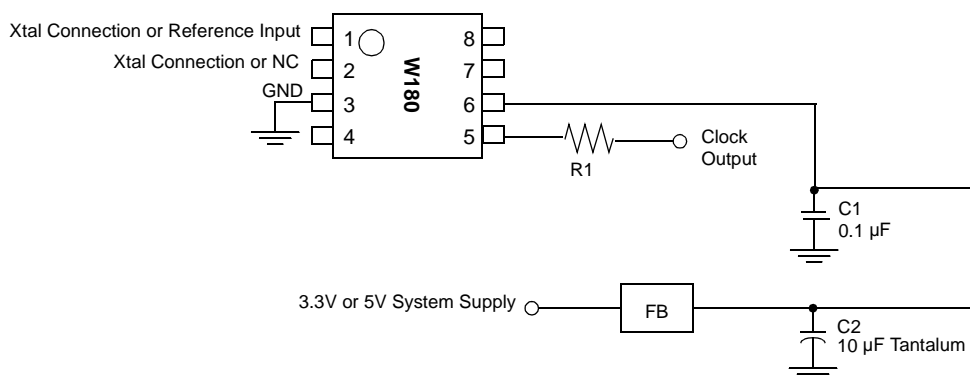 Xtal Connection or Reference Input
1
8
Xtal Connection or NC
2
7
GND
3
6
4
5
W180
R1
Clock
Output
C1
0.1 µF
3.3V or 5V System Supply
FB
C2
10 µF Tantalum